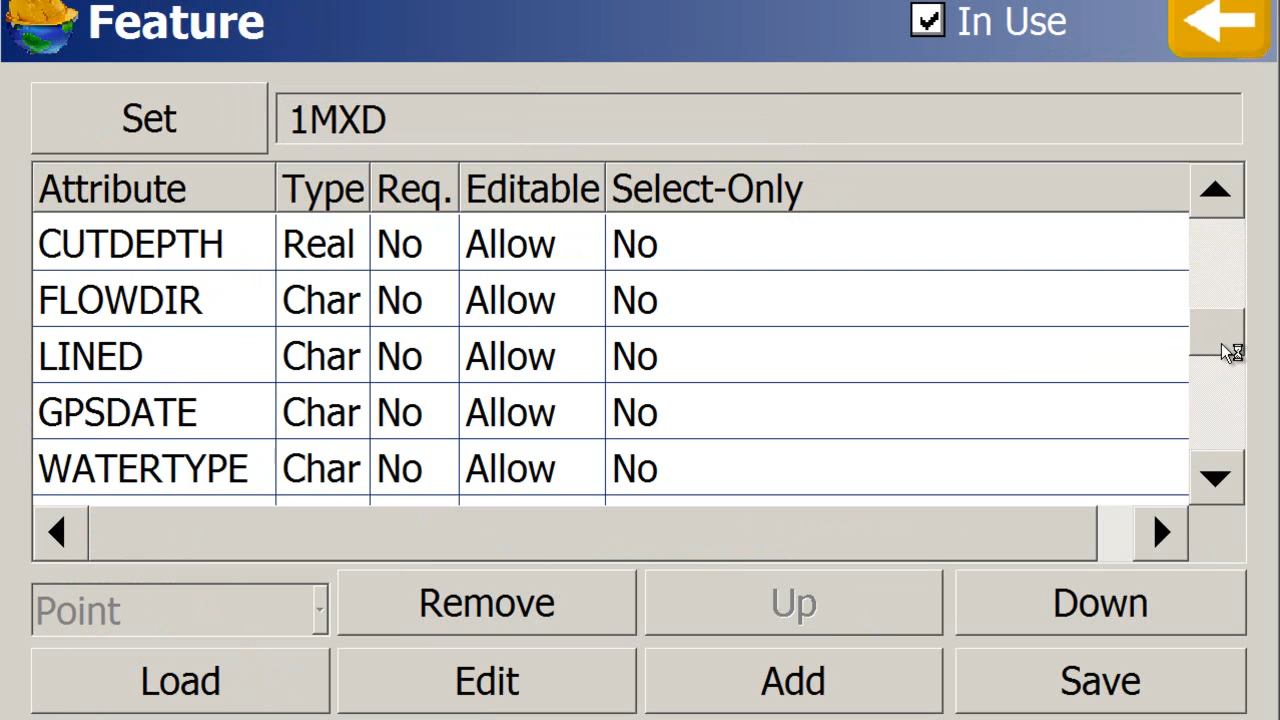 Feature In Use
Set 1MXD
Attribute Type Req. Editable Select-Only
CUTDEPTH Real No Allow No
FLOWDIR Char No Allow No
LINED Char No Allow No
GPSDATE Char No Allow No
WATERTYPE Char No Allow No
Point Remove Up Down
Load Edit Add Save